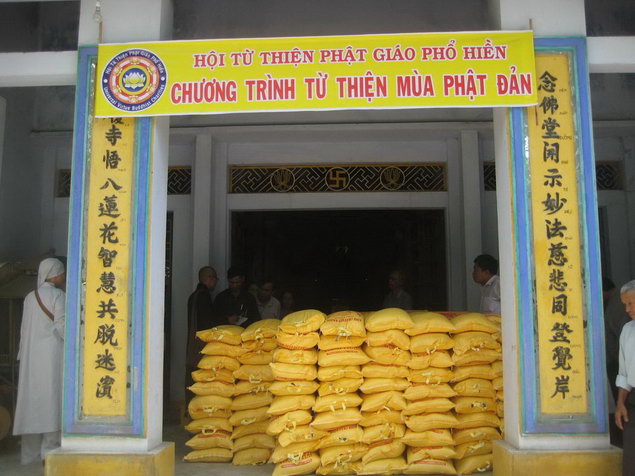 HỘI TỪ THIỆN PHẬT GIÁO PHỔ HIỀN
CHƯƠNG TRÌNH TỪ THIỆN MÙA PHẬT ĐẢN
寺悟八蓮花智慧共脫迷
念佛堂開示妙法慈悲同登覺岸